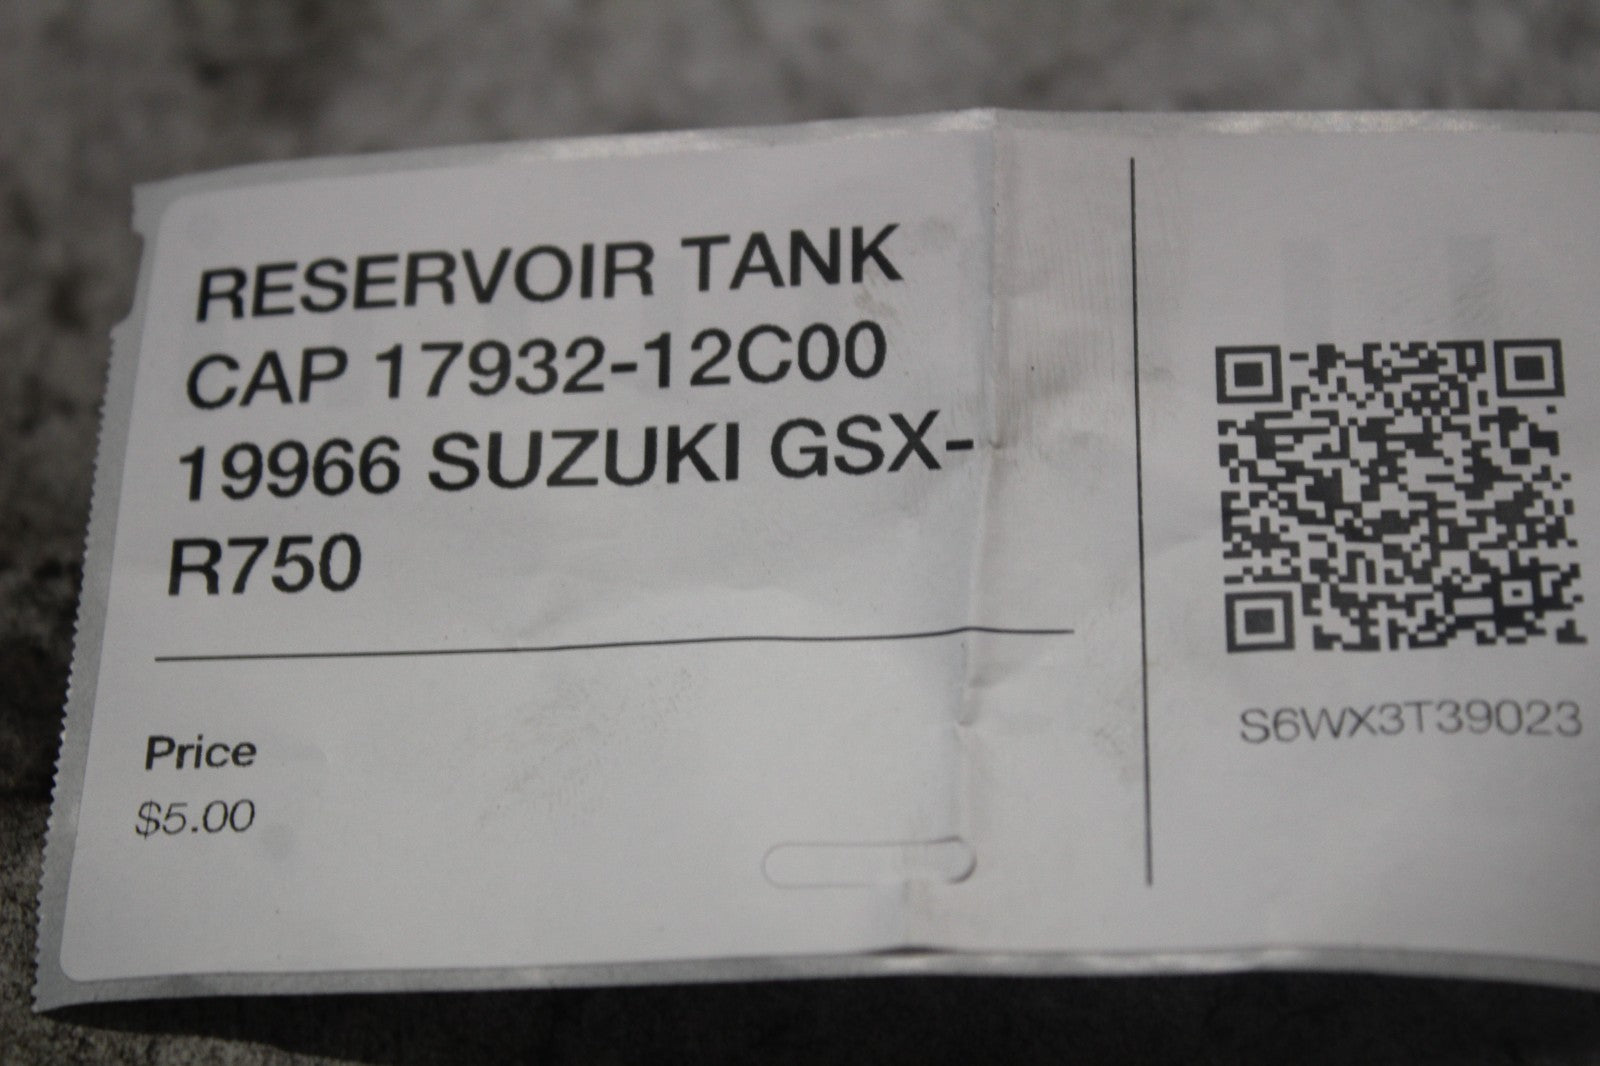 RESERVOIR TANK
CAP 17932-12C00
19966 SUZUKI GSX-
R750
Price
$5.00
S6WX3T39023